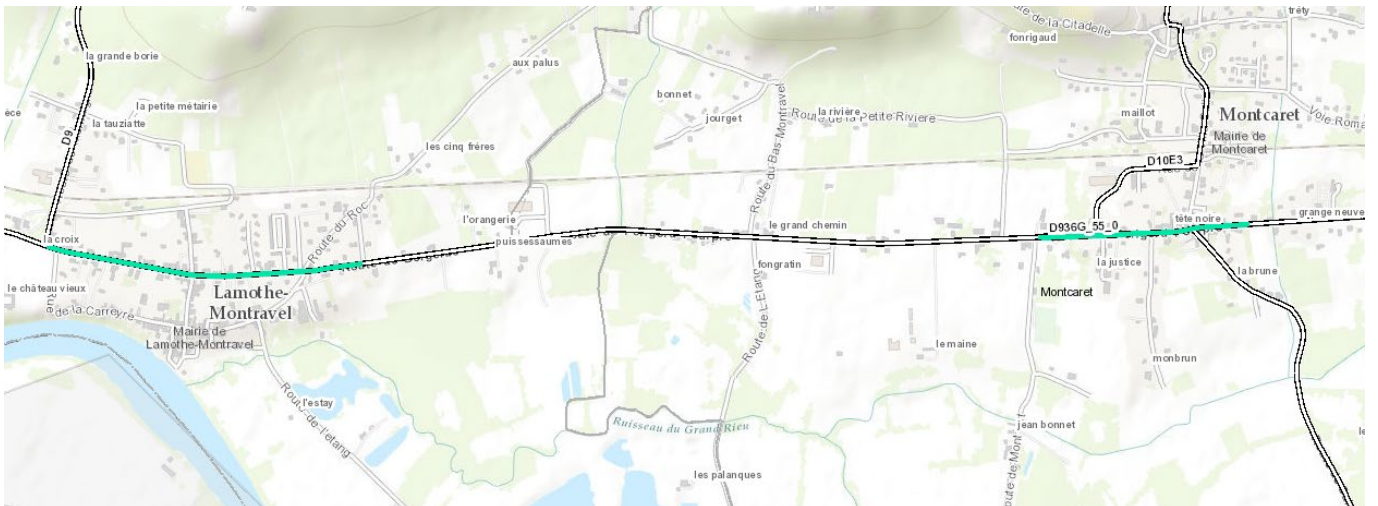 tréty
Route de la Citadelle
fonrigaud
la grande borie
aux palus
bonnet
la petite métairie
la tauziatte
jourget
la rivière
Route de la Petite Riviere
maillot
Montcaret
Voie Roma
Mairie de
Montcaret
D9
les cinq frères
Route du Bas-Montravel
D10E3
Route du Roc
l'orangerie
puissessaumes
le grand chemin
D936G_55_0
tête noire
grange neuve
la croix
fongratin
la justice
la brune
le château vieux
Lamothe-
Montravel
Rue de la Carreyre
Mairie de
Lamothe-Montravel
Route de L'Etang
Montcaret
le maine
monbrun
l'estay
Route-de-l'etang
Ruisseau du Grand Rieu
jean bonnet
les palanques